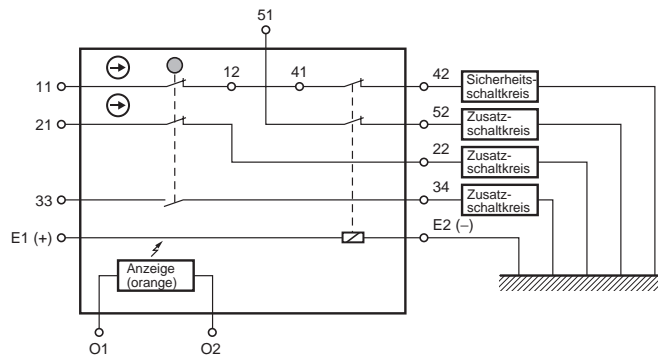 51
11
12
41
42
Sicherheits-
schaltkreis
21
52
Zusatz-
schaltkreis
22
Zusatz-
schaltkreis
33
34
Zusatz-
schaltkreis
E1 (+)
E2 (−)
Anzeige
(orange)
O1
O2